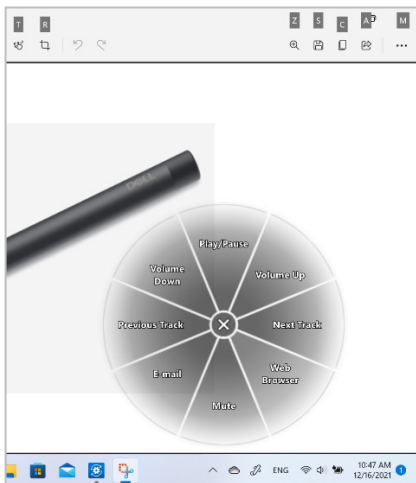 T R Z S C A M
DELL
Play/Pause
Volume
Down
Volume Up
Previous Track
Next Track
E-mail
Web
Browser
Mute
ENG
10:47 AM
12/16/2021
1